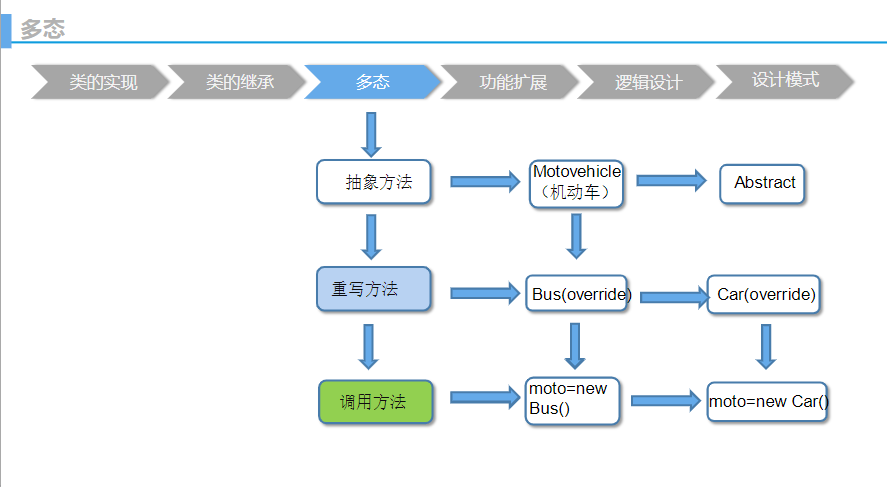 多态
类的实现
类的继承
多态
功能扩展
逻辑设计
设计模式
抽象方法
Motovehicle
（机动车）
Abstract
重写方法
Bus(override)
Car(override)
调用方法
moto=new
Bus()
moto=new Car()